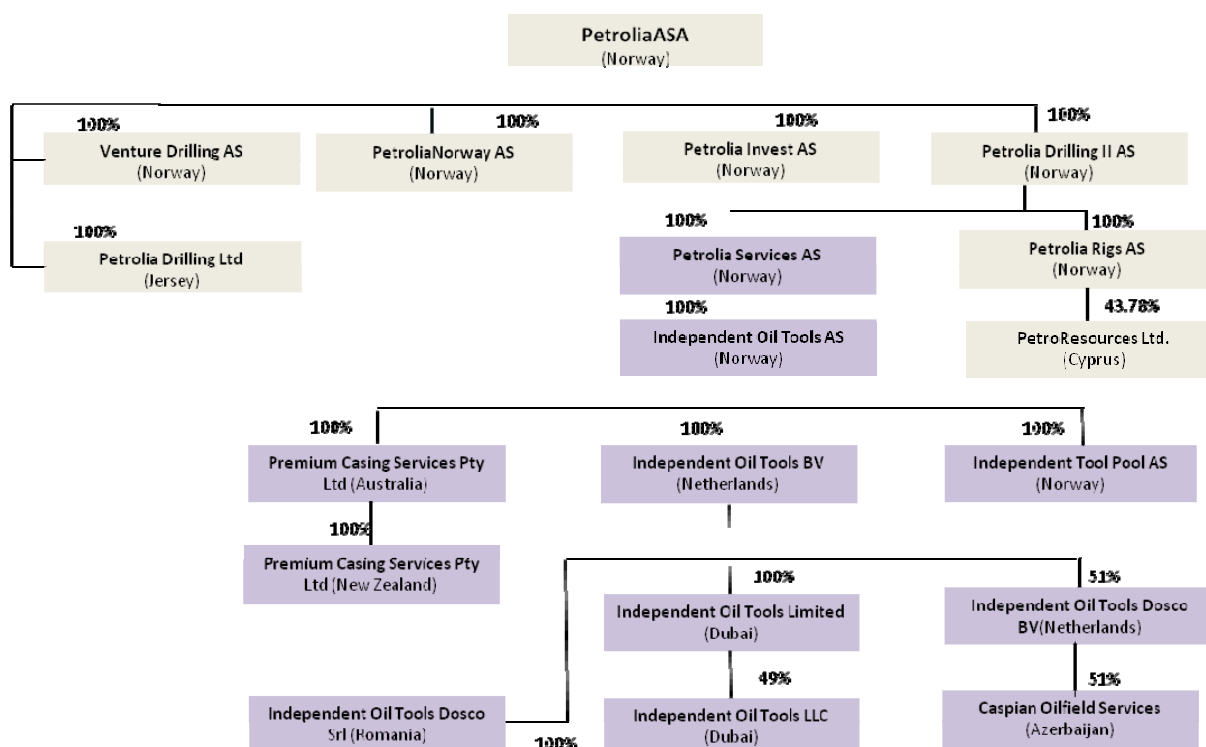 PetroliaASA
(Norway)
100%
100%
100%
100%
Venture Drilling AS
(Norway)
PetroliaNorway AS
(Norway)
Petrolia Invest AS
(Norway)
Petrolia Drilling II AS
(Norway)
100%
Petrolia Drilling Ltd
(Jersey)
100%
100%
Petrolia Services AS
(Norway)
Petrolia Rigs AS
(Norway)
100%
43.78%
Independent Oil Tools AS
(Norway)
PetroResources Ltd.
(Cyprus)
100%
100%
100%
Premium Casing Services Pty
Ltd (Australia)
Independent Oil Tools BV
(Netherlands)
Independent Tool Pool AS
(Norway)
100%
Premium Casing Services Pty
Ltd (New Zealand)
100%
51%
Independent Oil Tools Limited
(Dubai)
Independent Oil Tools Dosco
BV(Netherlands)
49%
51%
Independent Oil Tools Dosco
Srl (Romania)
100%
Independent Oil Tools LLC
(Dubai)
Caspian Oilfield Services
(Azerbaijan)